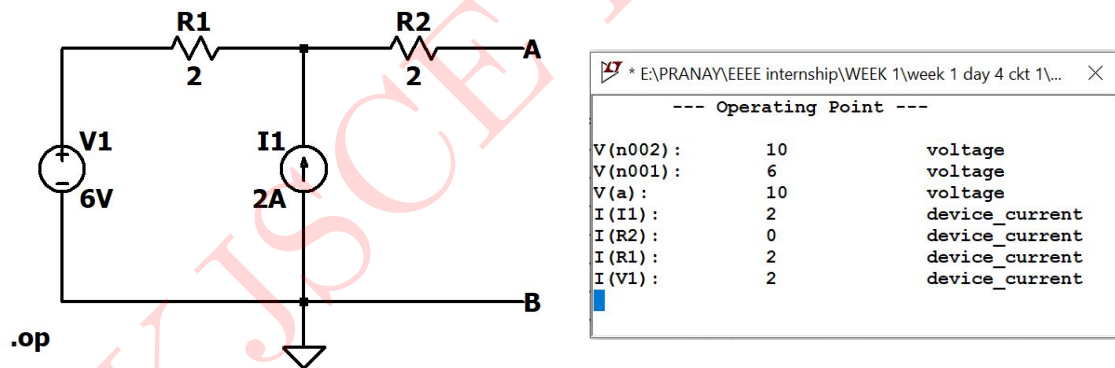 R1
R2
A
2
2
V1
I1
6V
2A
B
.op
* E:\PRANAY\EEEE internship\WEEK 1\week 1 day 4 ckt 1\...
--- Operating Point ---
V(n002): 10 voltage
V(n001): 6 voltage
V(a): 10 voltage
I(I1): 2 device_current
I(R2): 0 device_current
I(R1): 2 device_current
I(V1): 2 device_current
JSCE